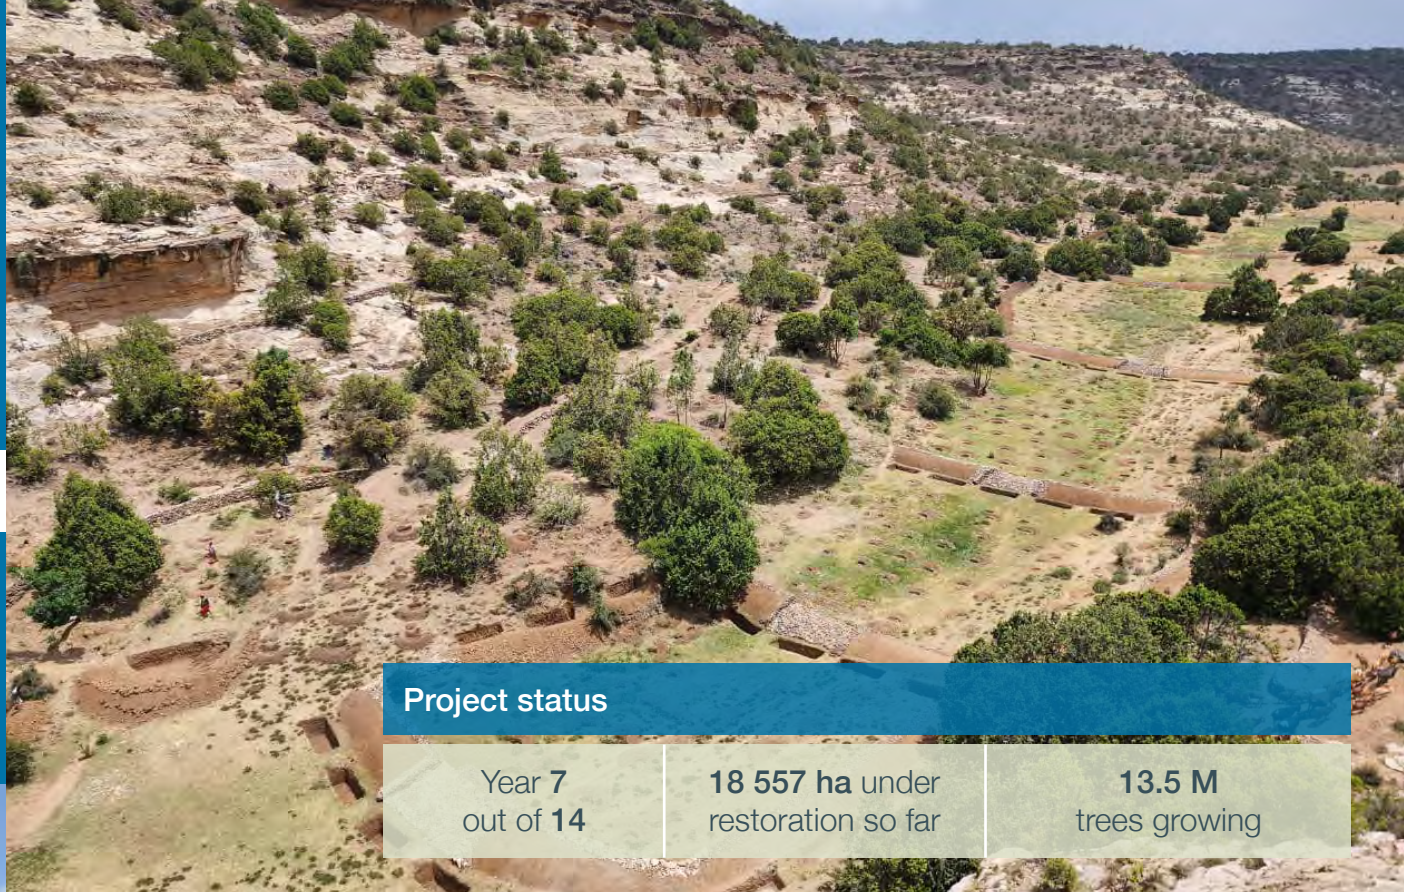 Project status
Year 7
out of 14
18 557 ha under
restoration so far
13.5 M
trees growing